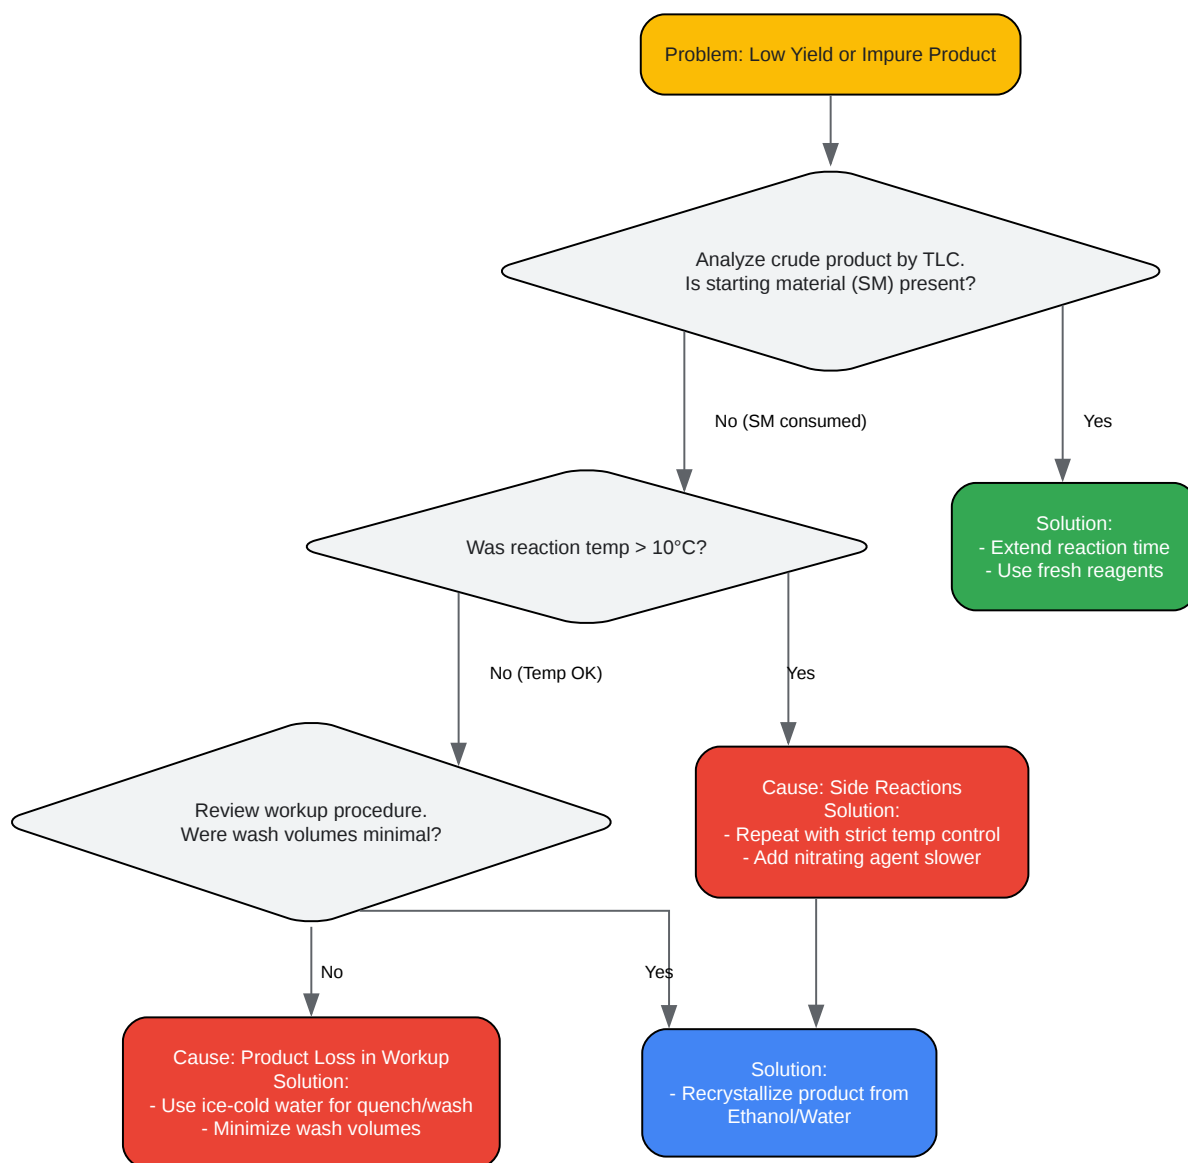 Problem: Low Yield or Impure Product
Analyze crude product by TLC.
Is starting material (SM) present?
No (SM consumed)
Yes
Was reaction temp > 10°C?
Solution:
- Extend reaction time
- Use fresh reagents
No (Temp OK)
Yes
Review workup procedure.
Were wash volumes minimal?
Cause: Side Reactions
Solution:
- Repeat with strict temp control
- Add nitrating agent slower
No
Yes
Cause: Product Loss in Workup
Solution:
- Use ice-cold water for quench/wash
- Minimize wash volumes
Solution:
- Recrystallize product from
Ethanol/Water